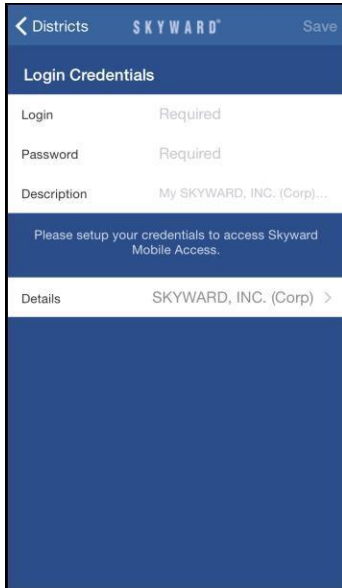 Districts SKYWARD® Save
Login Credentials
Login Required
Password Required
Description My SKYWARD, INC. (Corp)...
Please setup your credentials to access Skyward
Mobile Access.
Details SKYWARD, INC. (Corp)